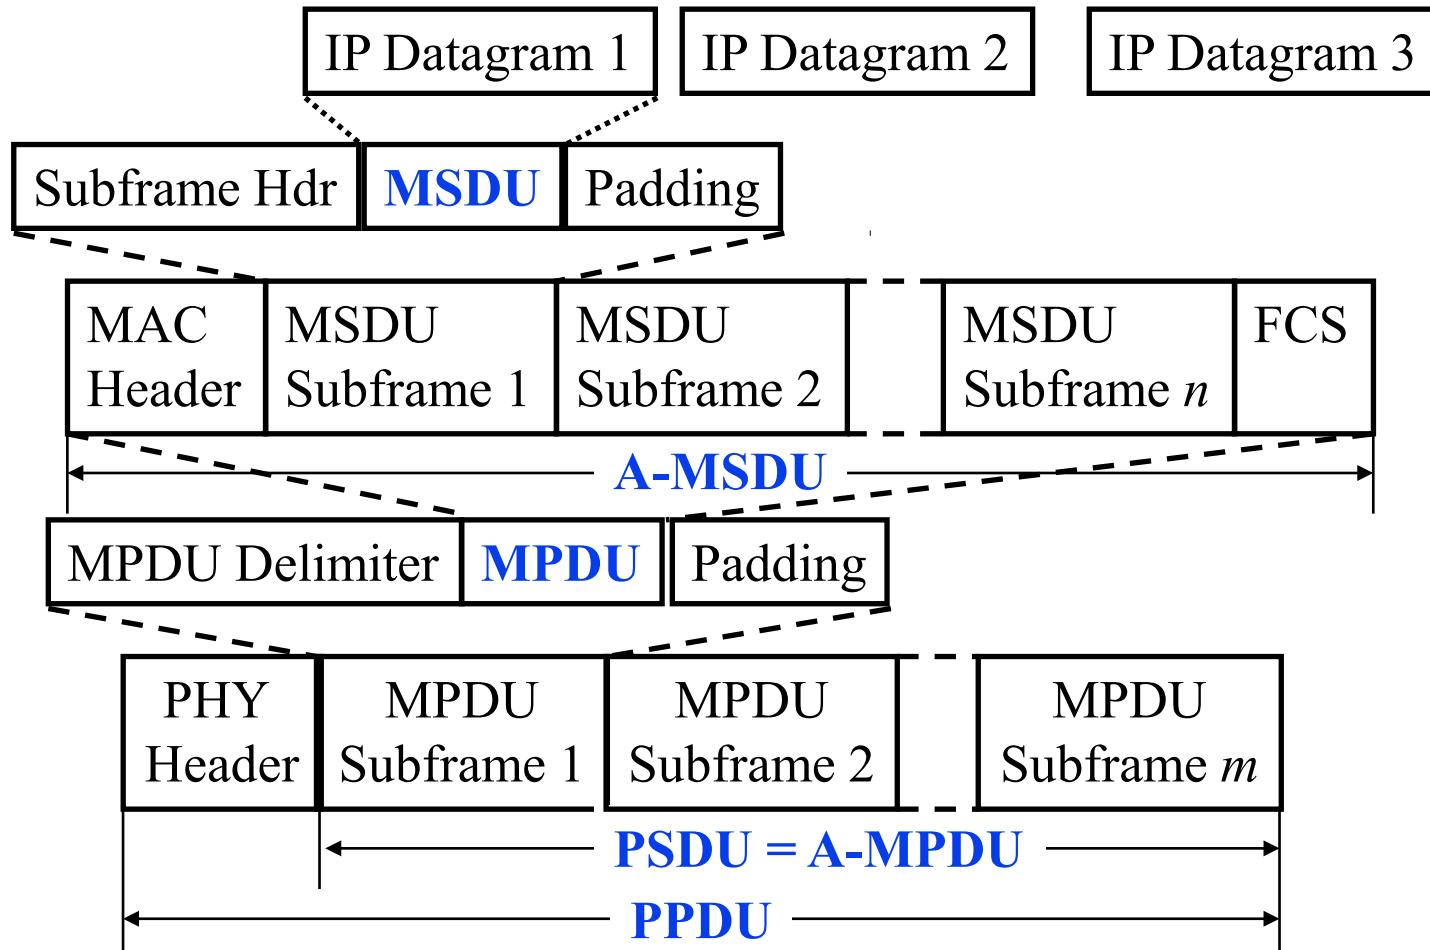 IP Datagram 1 IP Datagram 2 IP Datagram 3
Subframe Hdr MSDU Padding
MAC Header
MSDU Subframe 1
MSDU Subframe 2
MSDU Subframe n
FCS
A-MSDU
MPDU Delimiter MPDU Padding
PHY Header
MPDU Subframe 1
MPDU Subframe 2
MPDU Subframe m
PSDU = A-MPDU
PPDU